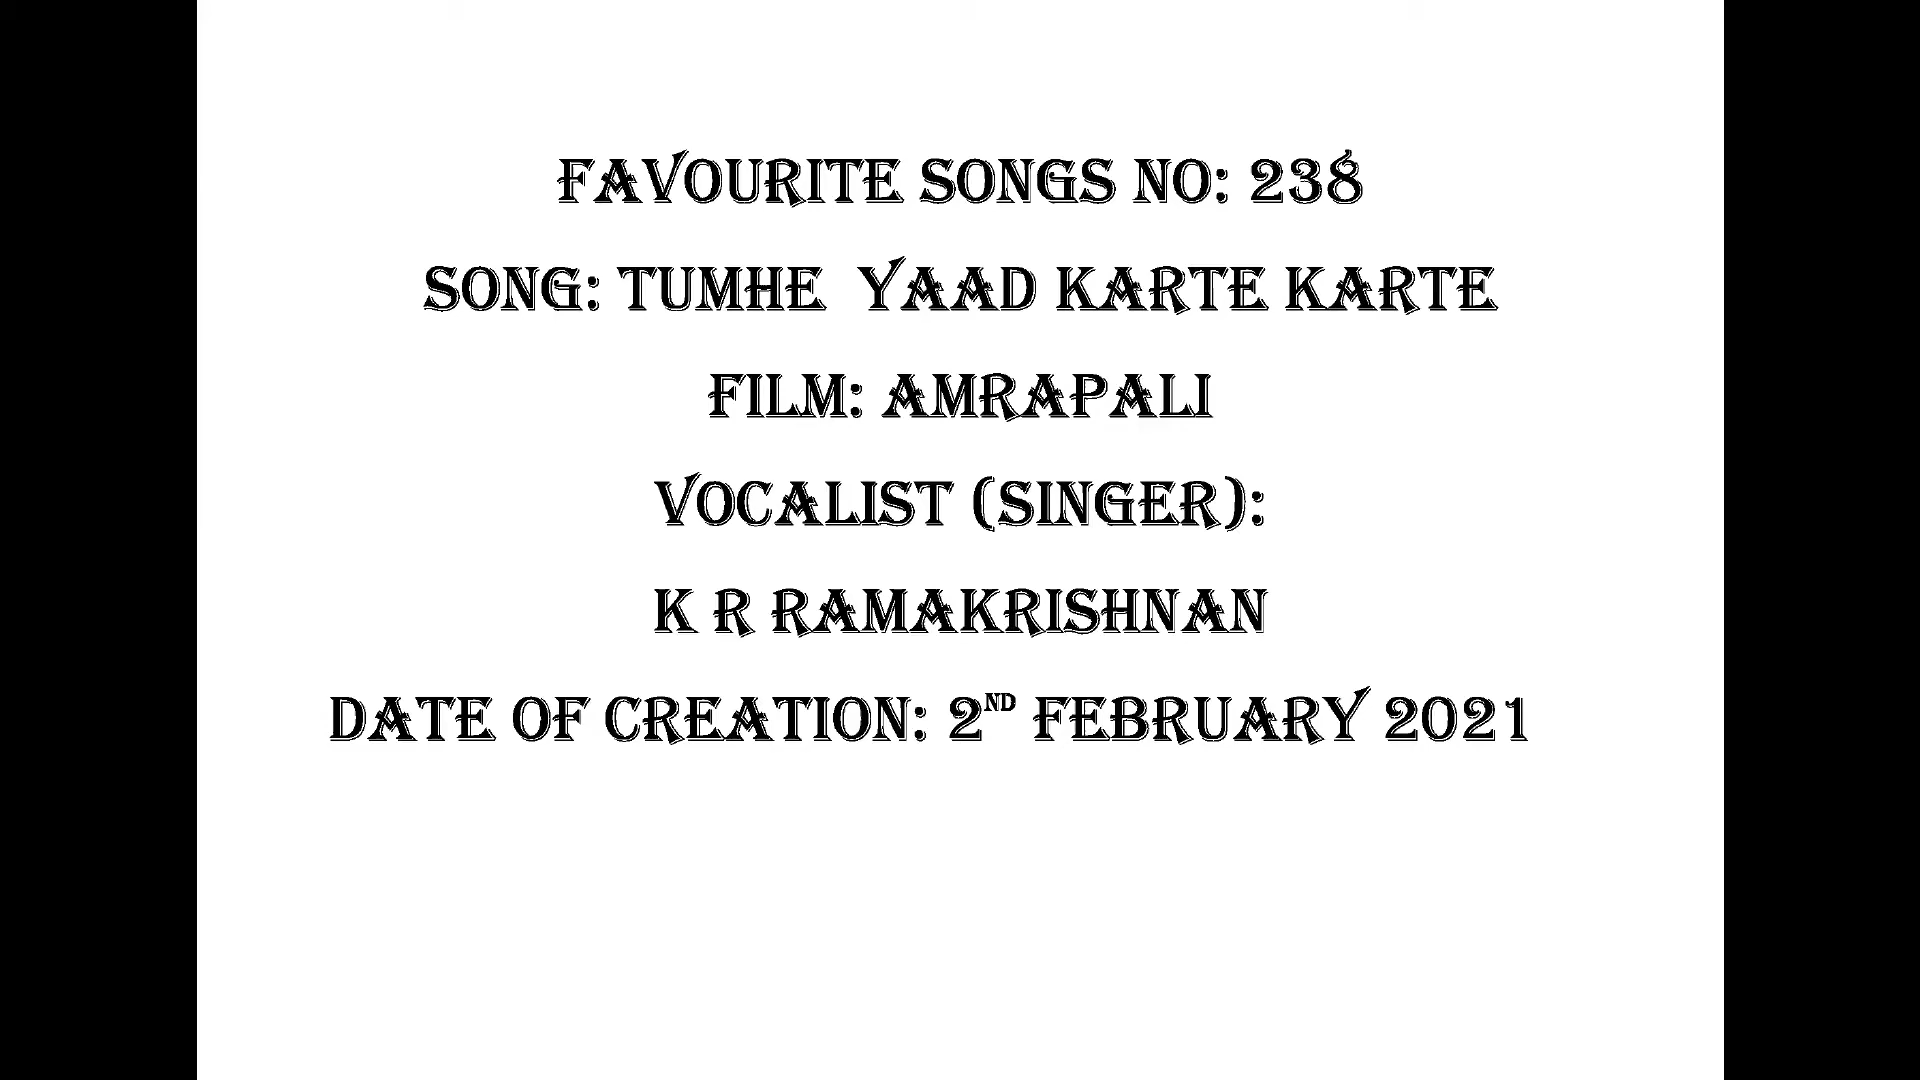 FAVOURITE SONGS NO: 238
SONG: TUMHE YAAD KARTE KARTE
FILM: AMRAPALI
VOCALIST (SINGER):
K R RAMAKRISHNAN
DATE OF CREATION: 2ND FEBRUARY 2021